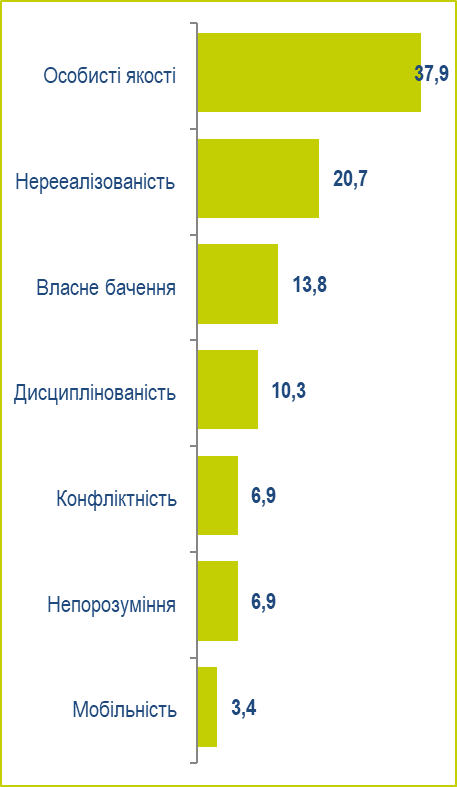 Особисті якості 37,9
Нерееалізованість 20,7
Власне бачення 13,8
Дисциплінованість 10,3
Конфліктність 6,9
Непорозуміння 6,9
Мобільність 3,4